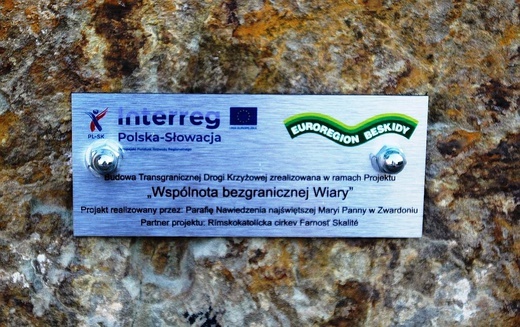 PL-SK
Interreg
Polska-Słowacja
EUROREGION BESKIDY
Budowa Transgranicznej Drogi Krzyżowej zrealizowana w ramach Projektu
„Wspólnota bezgranicznej Wiary”
Projekt realizowany przez: Parafię Nawiedzenia najświętszej Maryi Panny w Zwardoniu
Partner projektu: Rímskokatolícka cirkev Farnosť Skalité